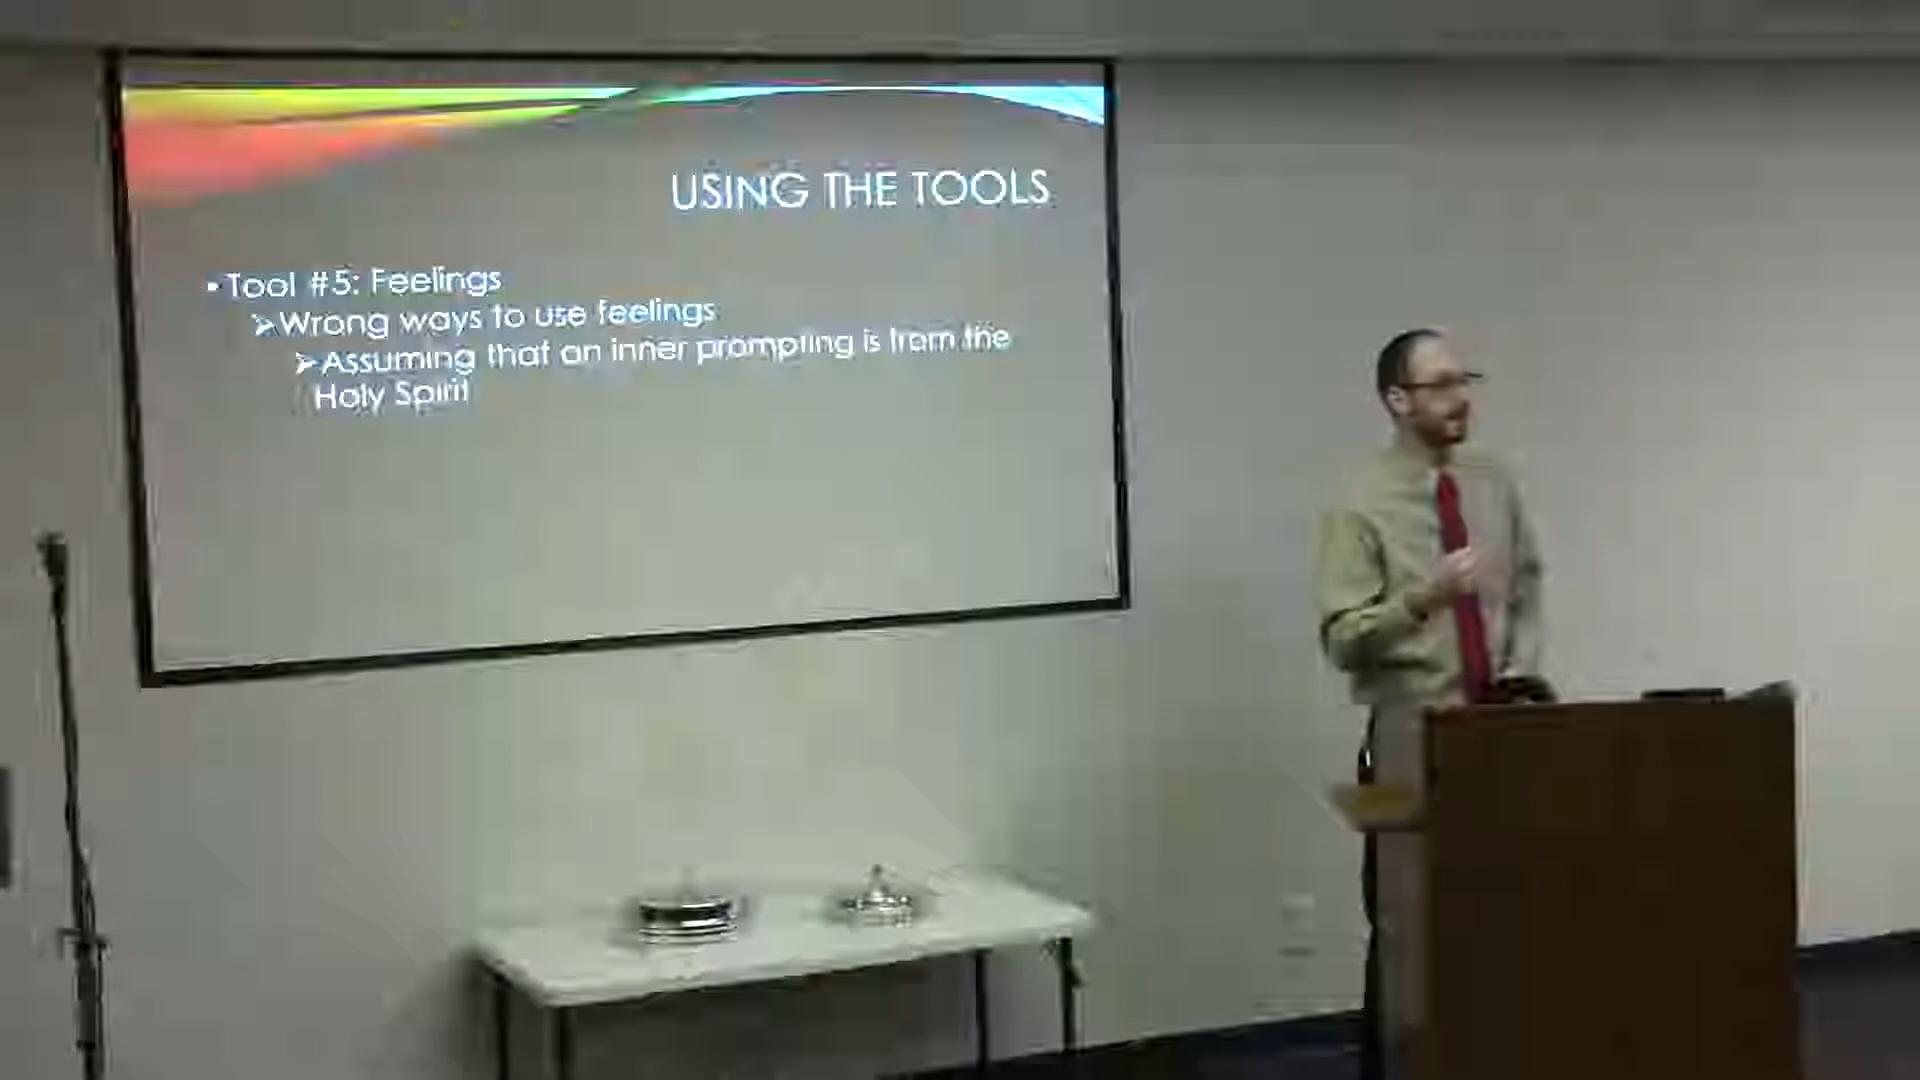 USING THE TOOLS
▪ Tool #5: Feelings
➢Wrong ways to use feelings
➢Assuming that an inner prompting is from the
Holy Spirit